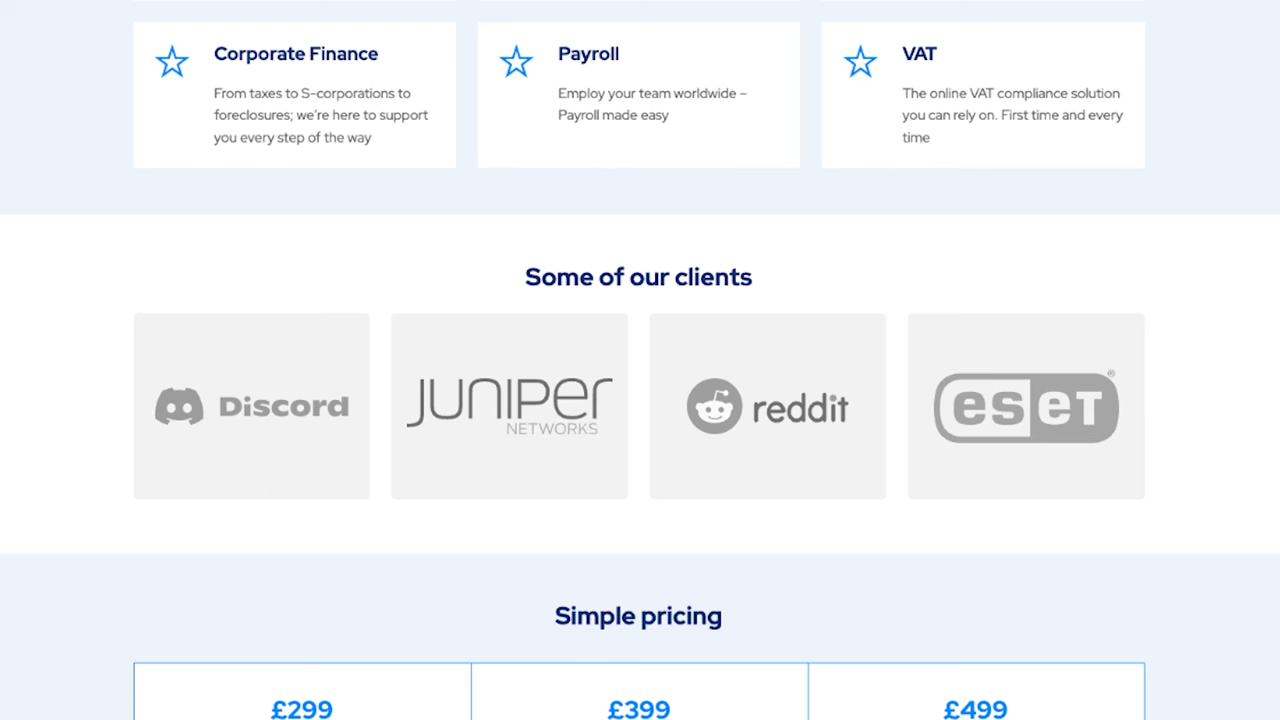 Corporate Finance
From taxes to S-corporations to
foreclosures; we're here to support
you every step of the way
Payroll
Employ your team worldwide –
Payroll made easy
VAT
The online VAT compliance solution
you can rely on. First time and every
time
Some of our clients
Discord
JUNIPER
NETWORKS
reddit
eseT®
Simple pricing
£299
£399
£499